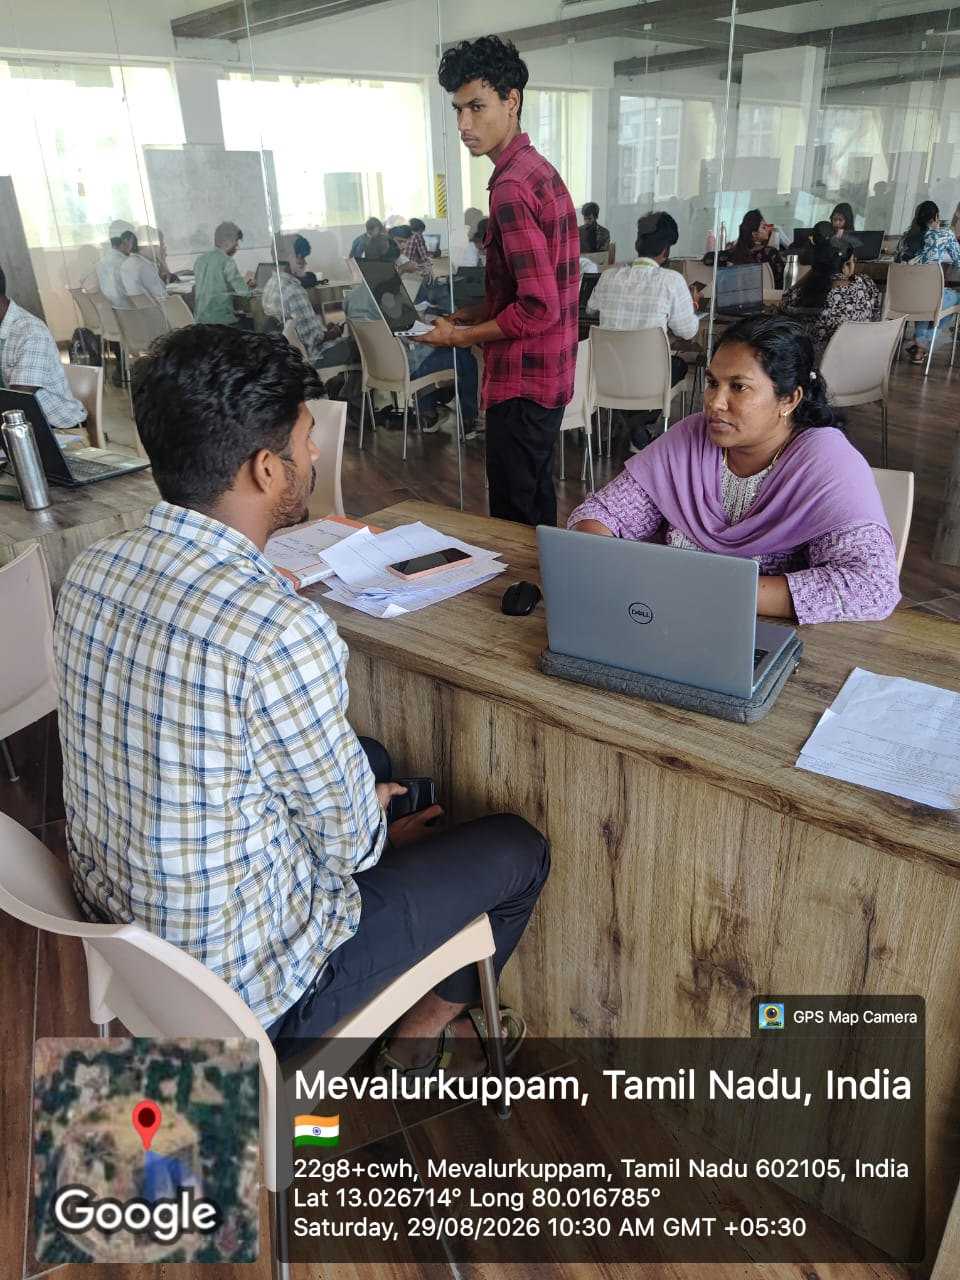 DELL
GPS Map Camera
Mevalurkuppam, Tamil Nadu, India
22g8+cwh, Mevalurkuppam, Tamil Nadu 602105, India
Lat 13.026714° Long 80.016785°
Saturday, 29/08/2026 10:30 AM GMT +05:30
Google